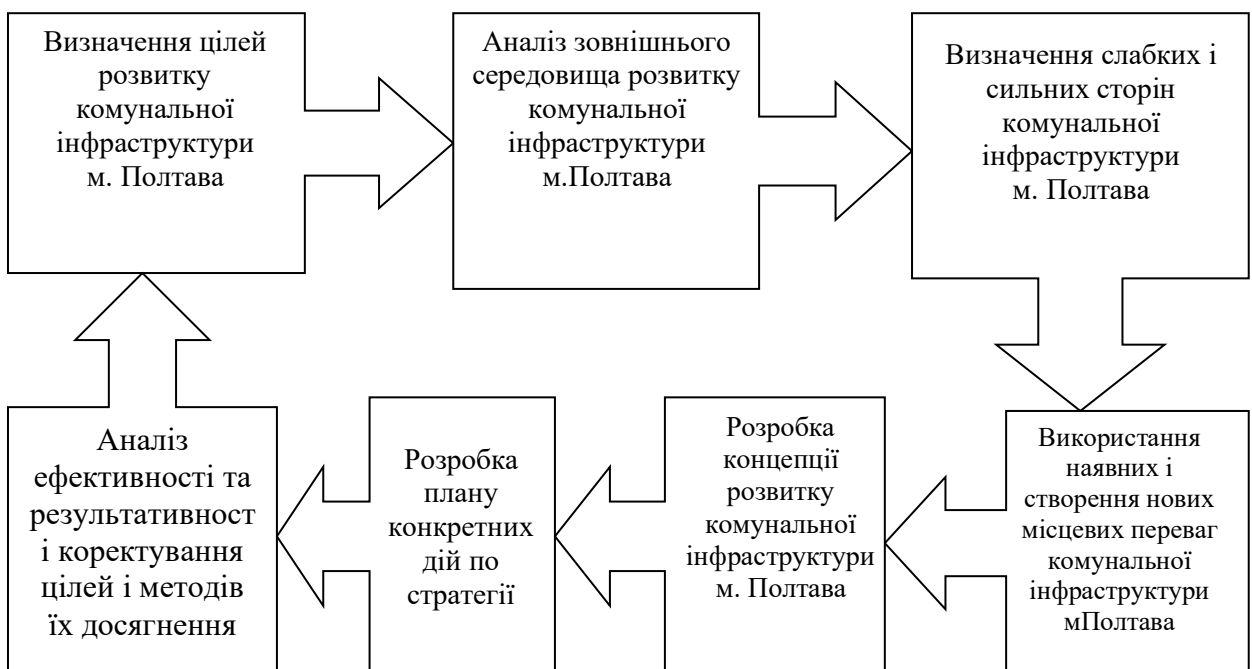 Визначення цілей
розвитку
комунальної
інфраструктури
м. Полтава
Аналіз зовнішнього
середовища розвитку
комунальної
інфраструктури
м.Полтава
Визначення слабких і
сильних сторін
комунальної
інфраструктури
м. Полтава
Використання
наявних і
створення нових
місцевих переваг
комунальної
інфраструктури
мПолтава
Розробка
концепції
розвитку
комунальної
інфраструктури
м. Полтава
Розробка
плану
конкретних
дій по
стратегії
Аналіз
ефективності та
результативност
і коректування
цілей і методів
їх досягнення